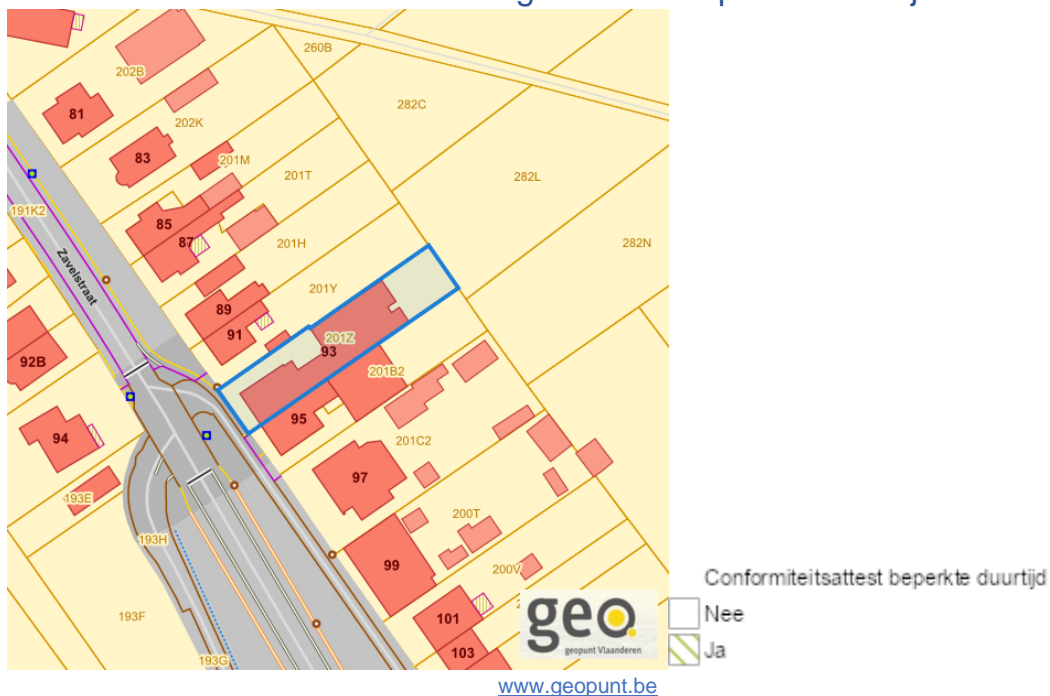 260B
202B
282C
81
202K
83
201M
201T
282L
191K2
85
87
201H
282N
Zavelstraat
201Y
89
91
201Z
93
92B
201B2
95
94
201C2
97
193E
200T
193H
99
200V
193F
101
103
193G
geo.
geopunt Vlaanderen
Conformiteitsattest beperkte duurtijd
Nee
Ja
www.geopunt.be